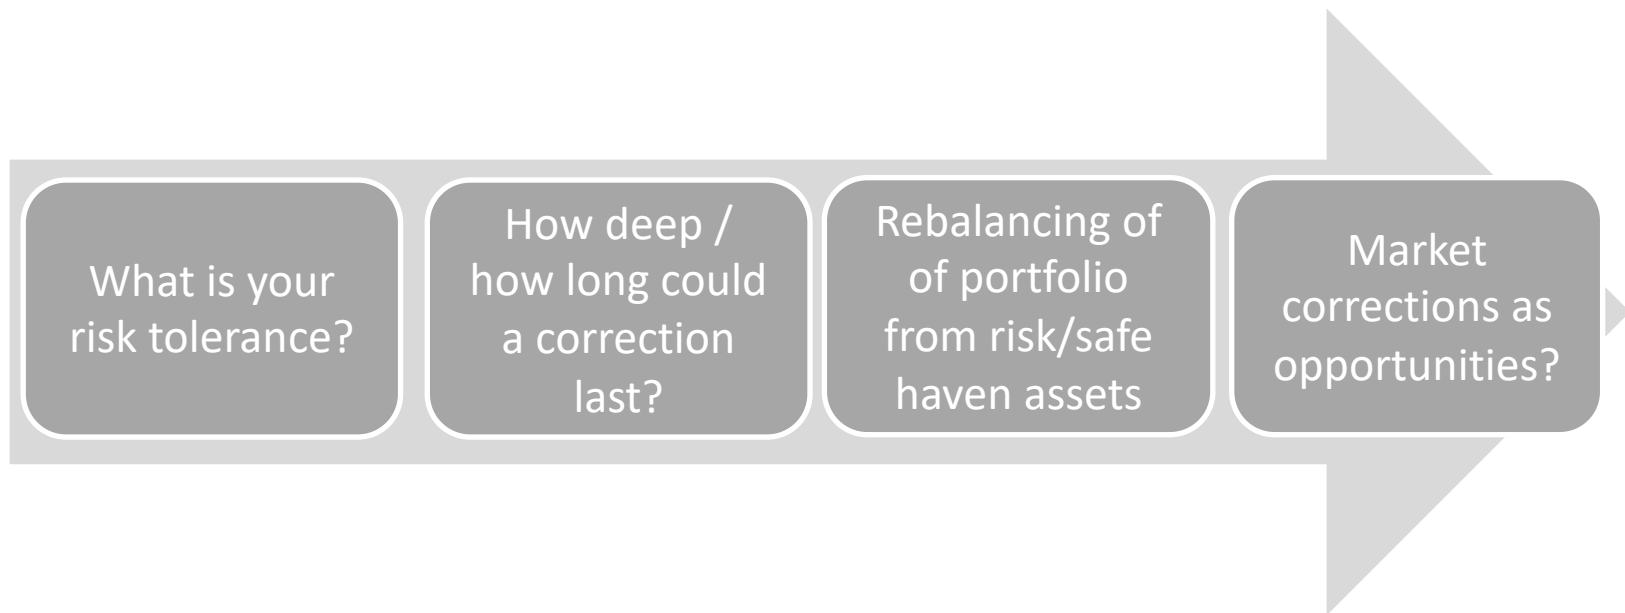 What is your
risk tolerance?
How deep /
how long could
a correction
last?
Rebalancing of
of portfolio
from risk/safe
haven assets
Market
corrections as
opportunities?